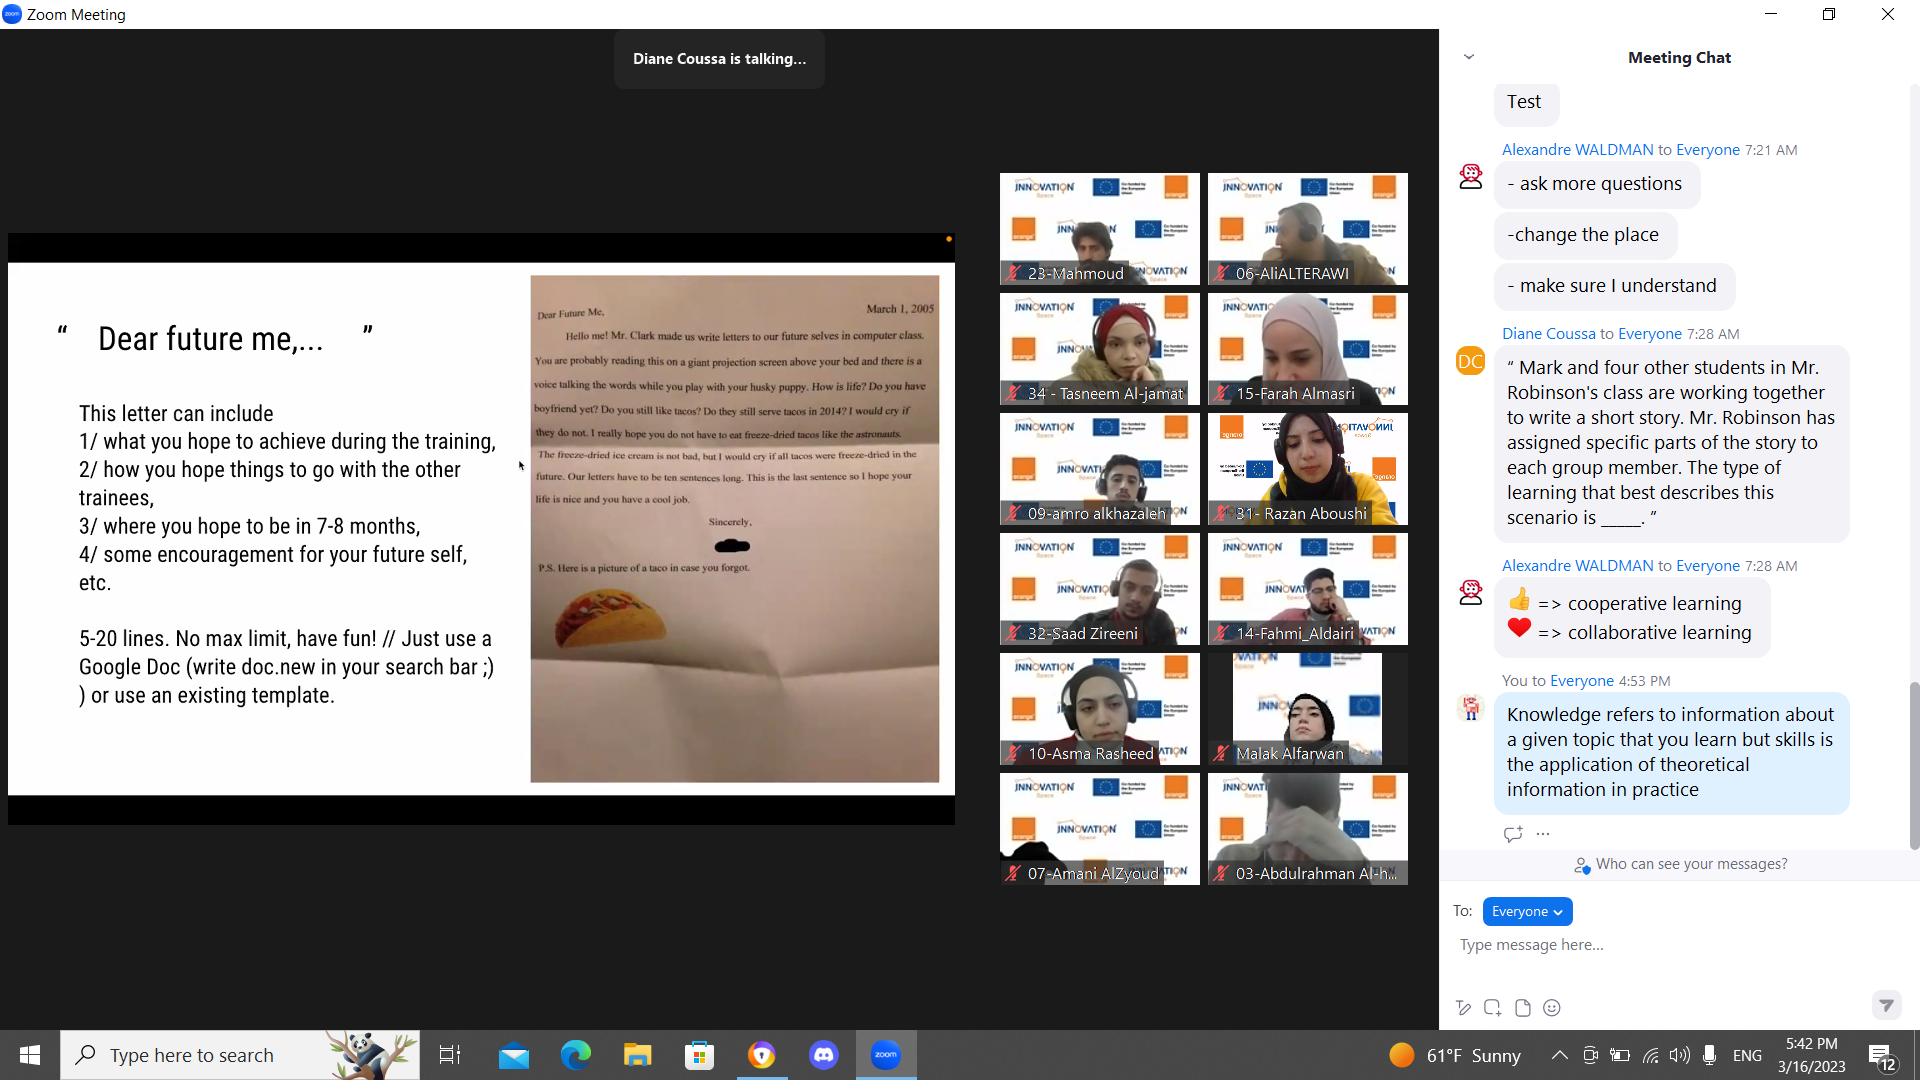 Zoom Meeting
Diane Coussa is talking...
“ Dear future me,... ”
This letter can include
1/ what you hope to achieve during the training,
2/ how you hope things to go with the other
trainees,
3/ where you hope to be in 7-8 months,
4/ some encouragement for your future self,
etc.
5-20 lines. No max limit, have fun! // Just use a
Google Doc (write doc.new in your search bar ;)
) or use an existing template.
Dear Future Me,
March 1, 2005
Hello me! Mr. Clark made us write letters to our future selves in computer class.
You are probably reading this on a giant projection screen above your bed and there is a
voice talking the words while you play with your husky puppy. How is life? Do you have
boyfriend yet? Do you still like tacos? Do they still serve tacos in 2014? I would cry if
they do not. I really hope you do not have to eat freeze-dried tacos like the astronauts.
The freeze-dried ice cream is not bad, but I would cry if all tacos were freeze-dried in the
future. Our letters have to be ten sentences long. This is the last sentence so I hope your
life is nice and you have a cool job.
Sincerely,
P.S. Here is a picture of a taco in case you forgot.
23-Mahmoud
06-AliALTERAWI
34 - Tasneem Al-jamat
15-Farah Almasri
09-amro alkhazaleh
31- Razan Aboushi
32-Saad Zireeni
14-Fahmi_Aldairi
10-Asma Rasheed
Malak Alfarwan
07-Amani AlZyoud
03-Abdulrahman Al-h...
Meeting Chat
Test
Alexandre WALDMAN to Everyone 7:21 AM
- ask more questions
-change the place
- make sure I understand
Diane Coussa to Everyone 7:28 AM
DC
“ Mark and four other students in Mr.
Robinson's class are working together
to write a short story. Mr. Robinson has
assigned specific parts of the story to
each group member. The type of
learning that best describes this
scenario is _____. ”
Alexandre WALDMAN to Everyone 7:28 AM
👍 => cooperative learning
❤️ => collaborative learning
You to Everyone 4:53 PM
Knowledge refers to information about
a given topic that you learn but skills is
the application of theoretical
information in practice
Who can see your messages?
To: Everyone
Type message here...
Type here to search
zoom
61°F Sunny
ENG
5:42 PM
3/16/2023
12